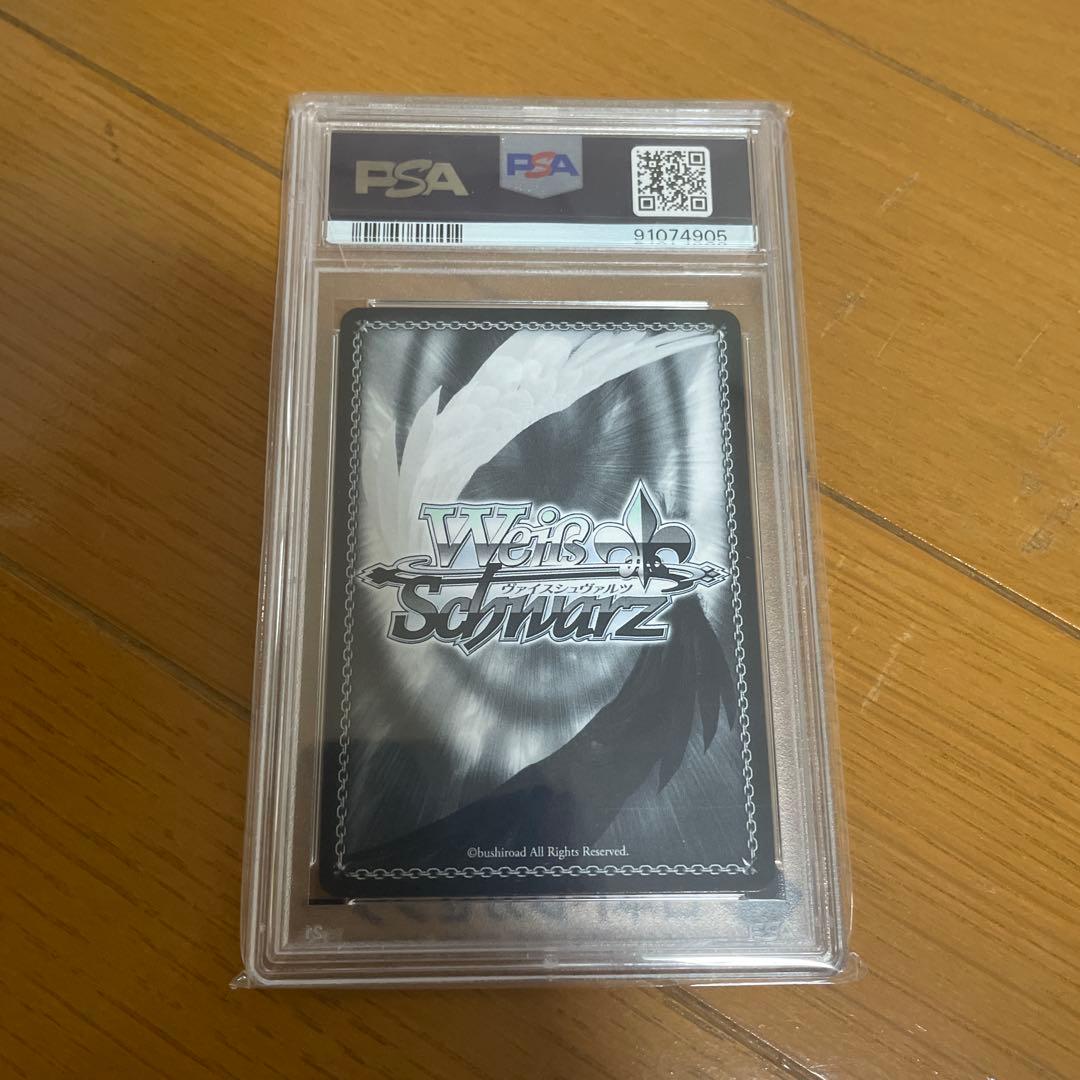 PSA
PSA
91074905
Weiß
ヴァイスシュヴァルツ
Schwarz
©bushiroad All Rights Reserved.